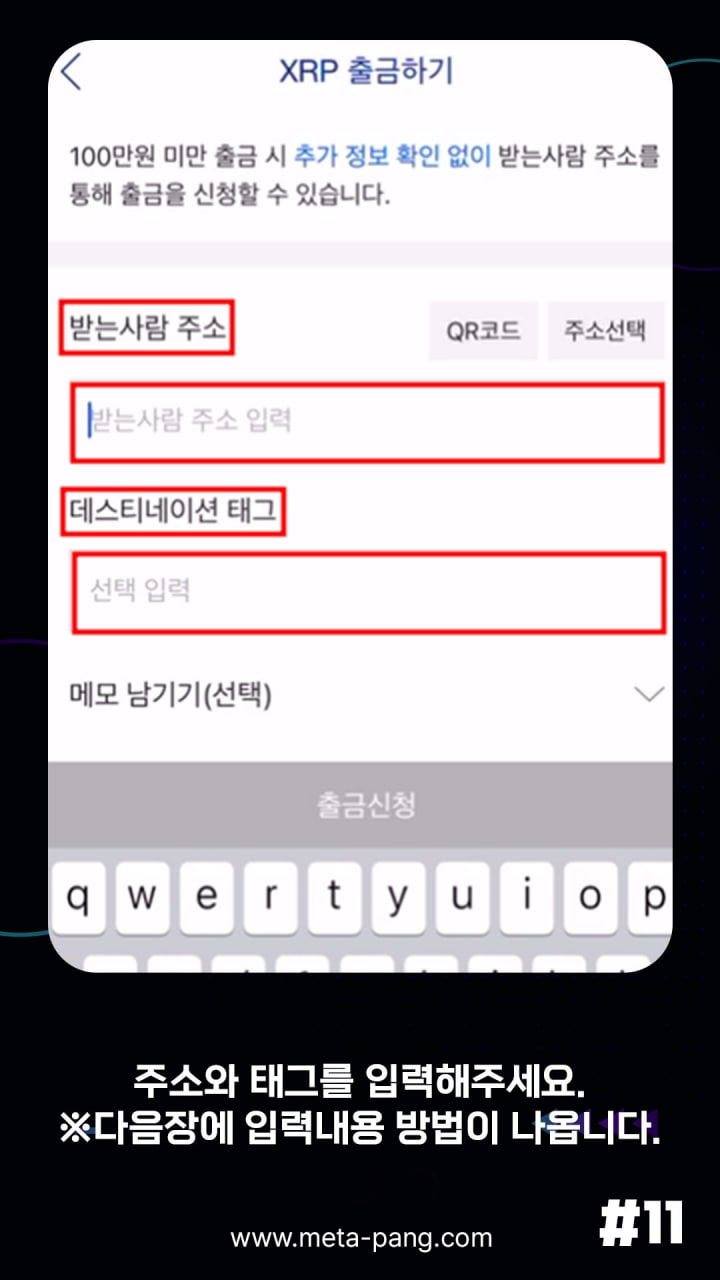 XRP 출금하기
100만원 미만 출금 시 추가 정보 확인 없이 받는사람 주소를
통해 출금을 신청할 수 있습니다.
받는사람 주소
QR코드
주소선택
받는사람 주소 입력
데스티네이션 태그
선택 입력
메모 남기기(선택)
출금신청
q w e r t y u i o p
주소와 태그를 입력해주세요.
※다음장에 입력내용 방법이 나옵니다.
#11
www.meta-pang.com